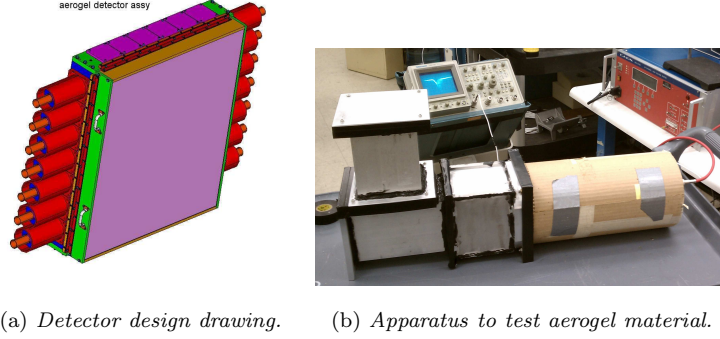 aerogel detector assy
(a) Detector design drawing.
(b) Apparatus to test aerogel material.